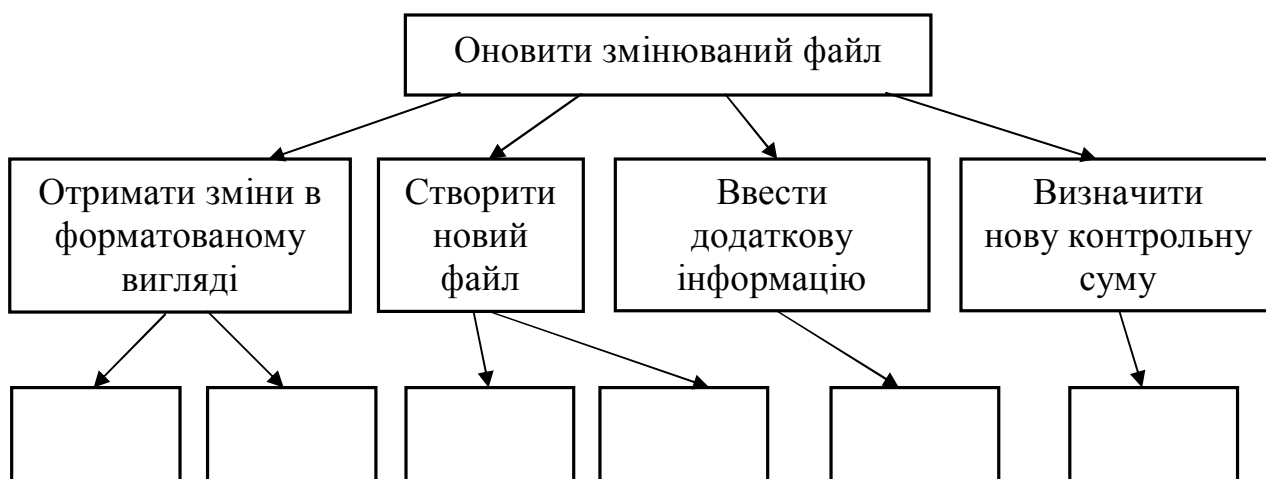 Оновити змінюваний файл
Отримати зміни в
форматованому
вигляді
Створити
новий
файл
Ввести
додаткову
інформацію
Визначити
нову контрольну
суму